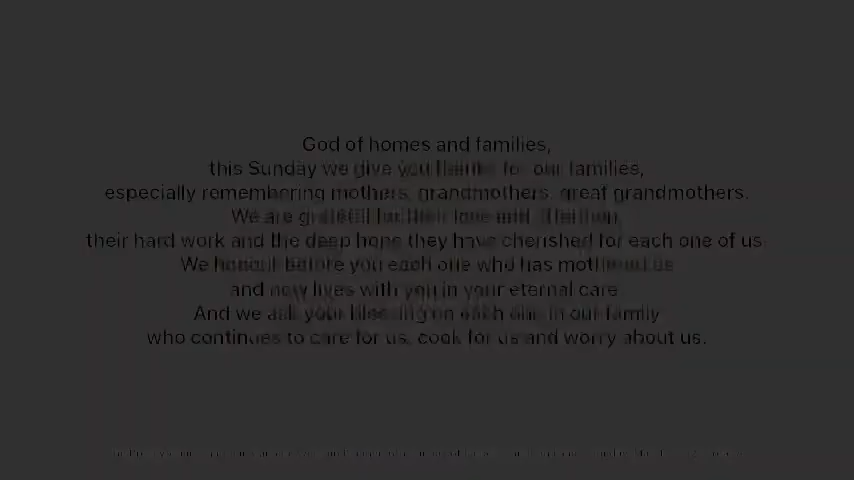 God of homes and families,
this Sunday we give you thanks for our families,
especially remembering mothers, grandmothers, great grandmothers.
We are grateful for their love and attention,
their hard work and the deep hope they have cherished for each one of us
We honour before you each one who has mothered us
and now lives with you in your eternal care
And we ask your blessing on each one in our family
who continues to care for us, cook for us and worry about us.